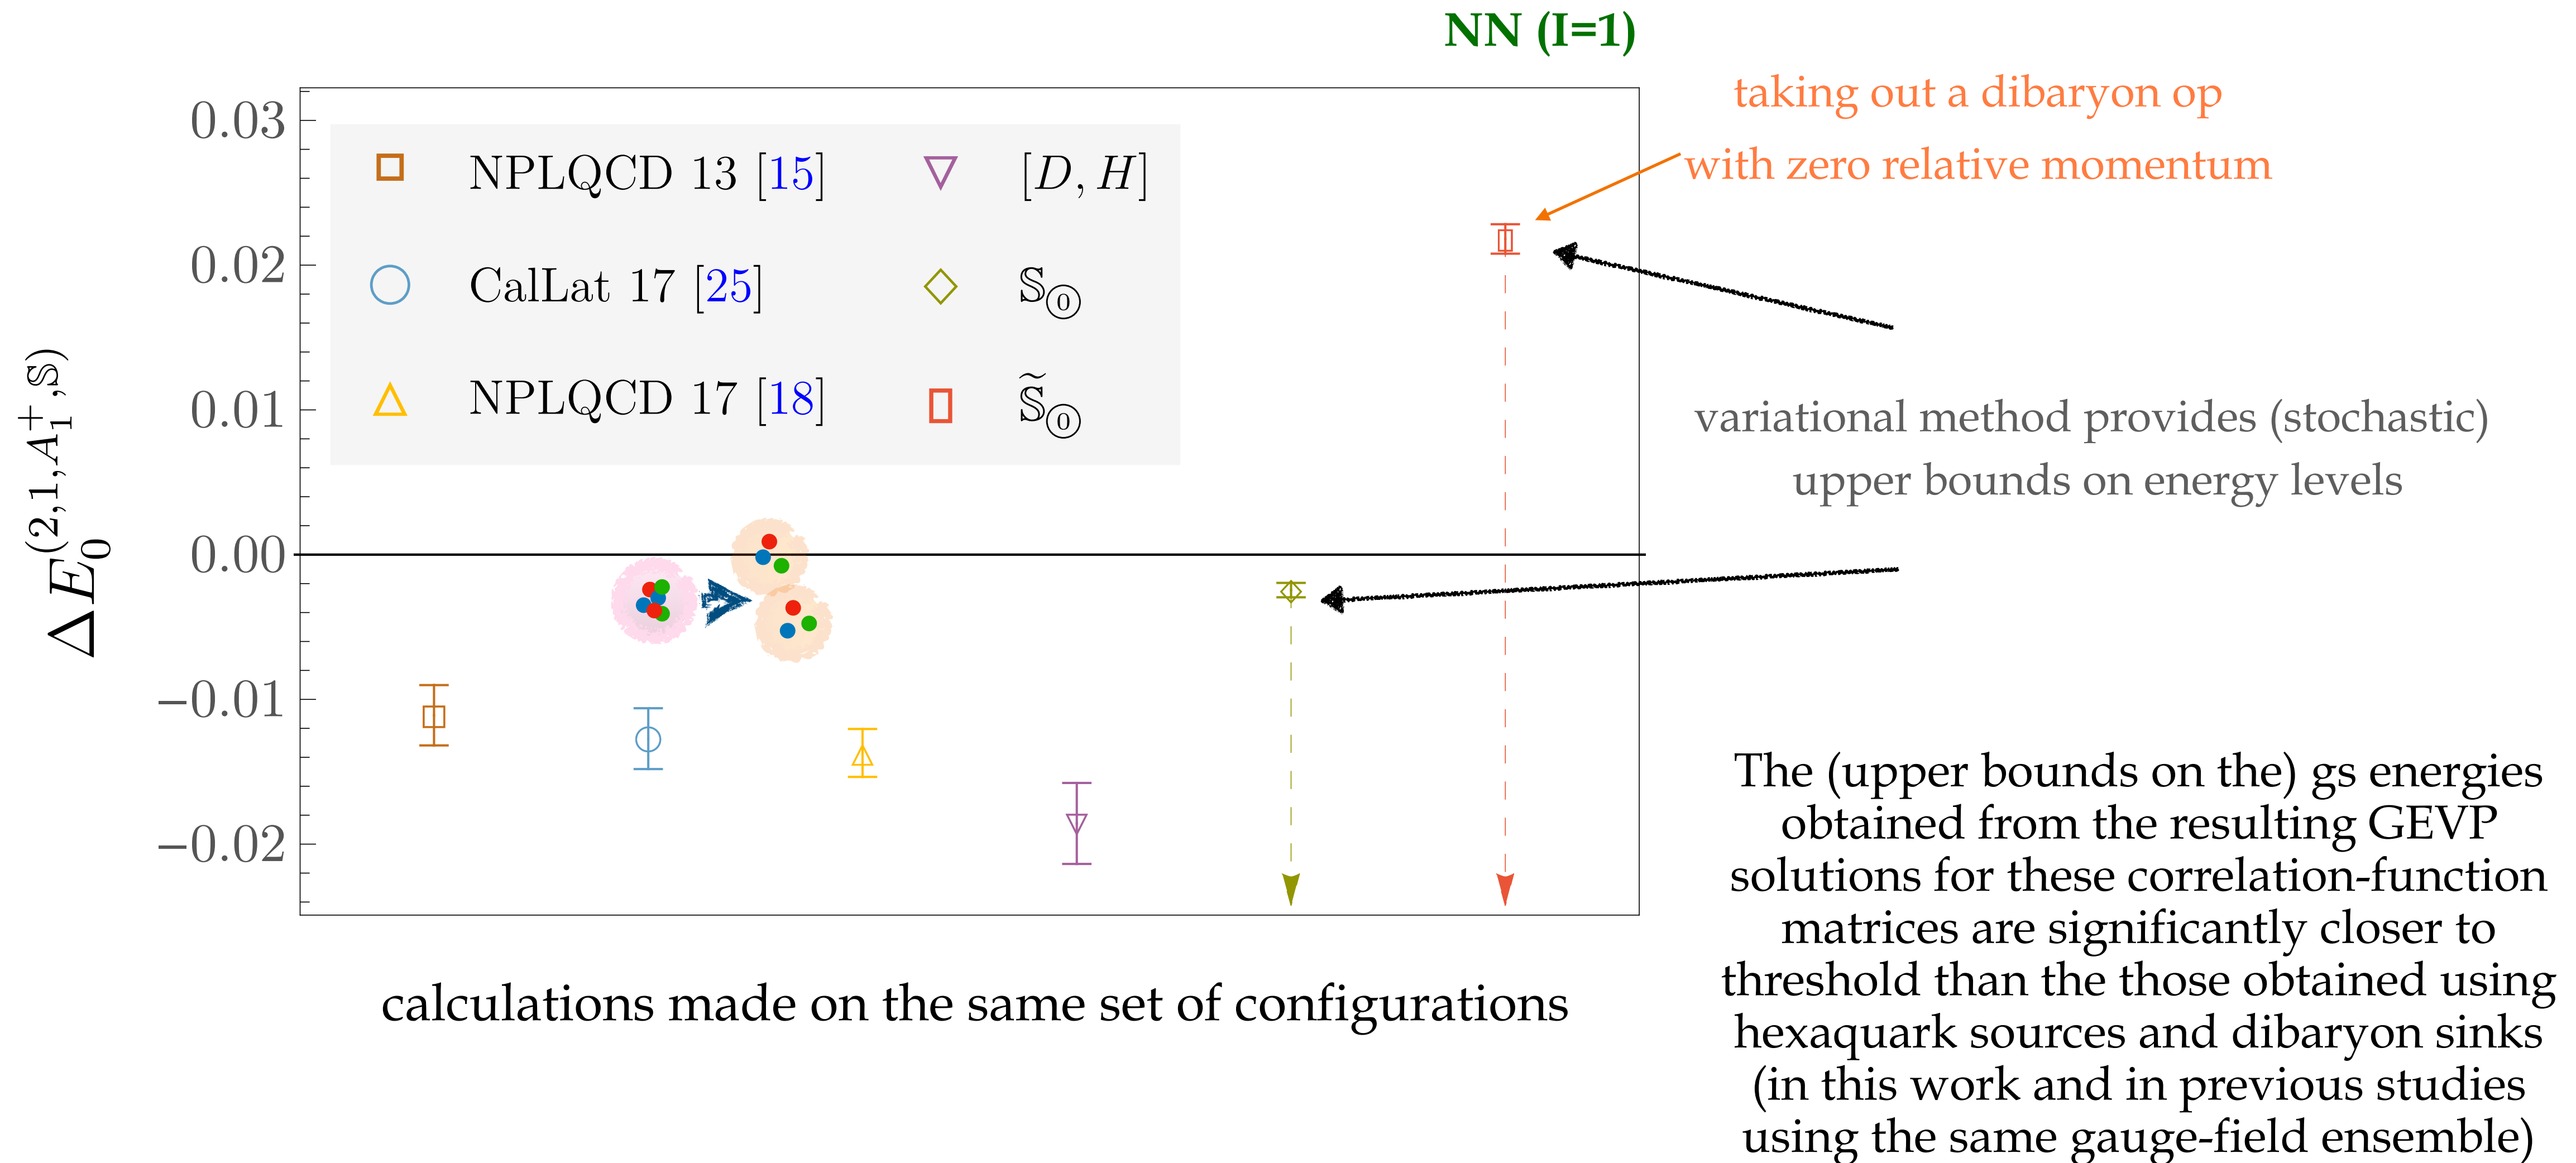 NN (I=1)
taking out a dibaryon op
with zero relative momentum
0.03
0.02
0.01
0.00
−0.01
−0.02
ΔE₀^(2,1,A₁⁺,𝕊)
NPLQCD 13 [15]
CalLat 17 [25]
NPLQCD 17 [18]
[D, H]
𝕊⓪
𝕊̃⓪
variational method provides (stochastic)
upper bounds on energy levels
The (upper bounds on the) gs energies
obtained from the resulting GEVP
solutions for these correlation-function
matrices are significantly closer to
threshold than the those obtained using
hexaquark sources and dibaryon sinks
(in this work and in previous studies
using the same gauge-field ensemble)
calculations made on the same set of configurations